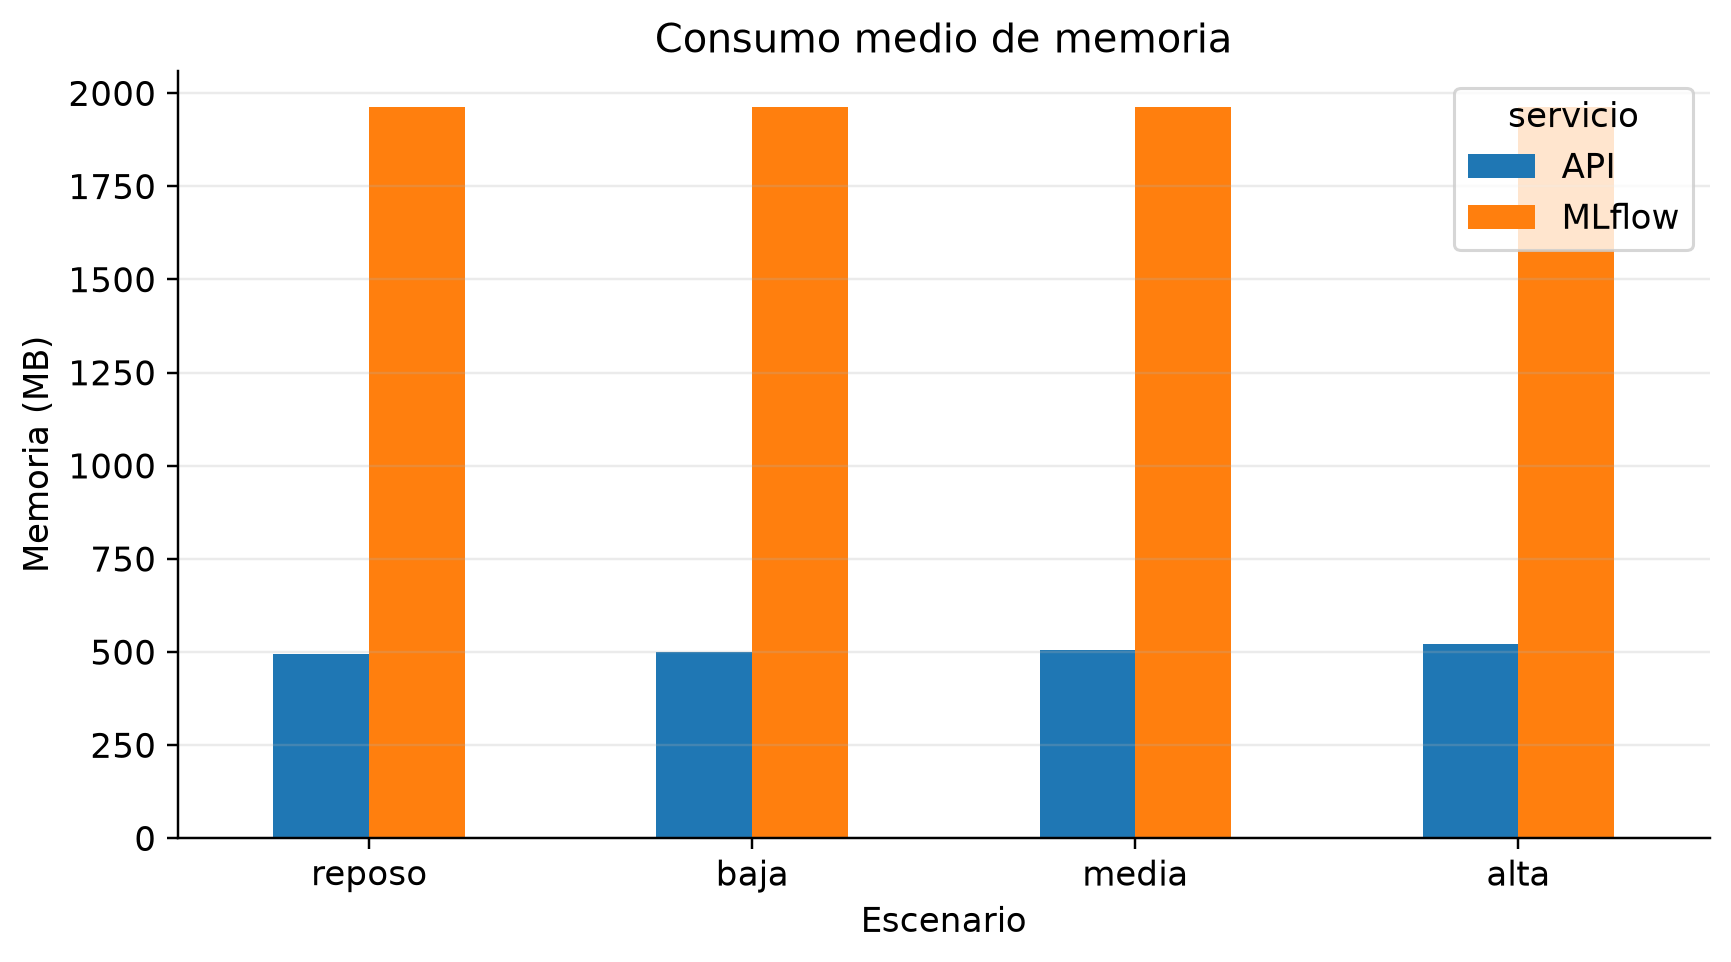 Consumo medio de memoria
2000
1750
1500
1250
1000
750
500
250
0
Memoria (MB)
servicio
API
MLflow
reposo
baja
media
alta
Escenario